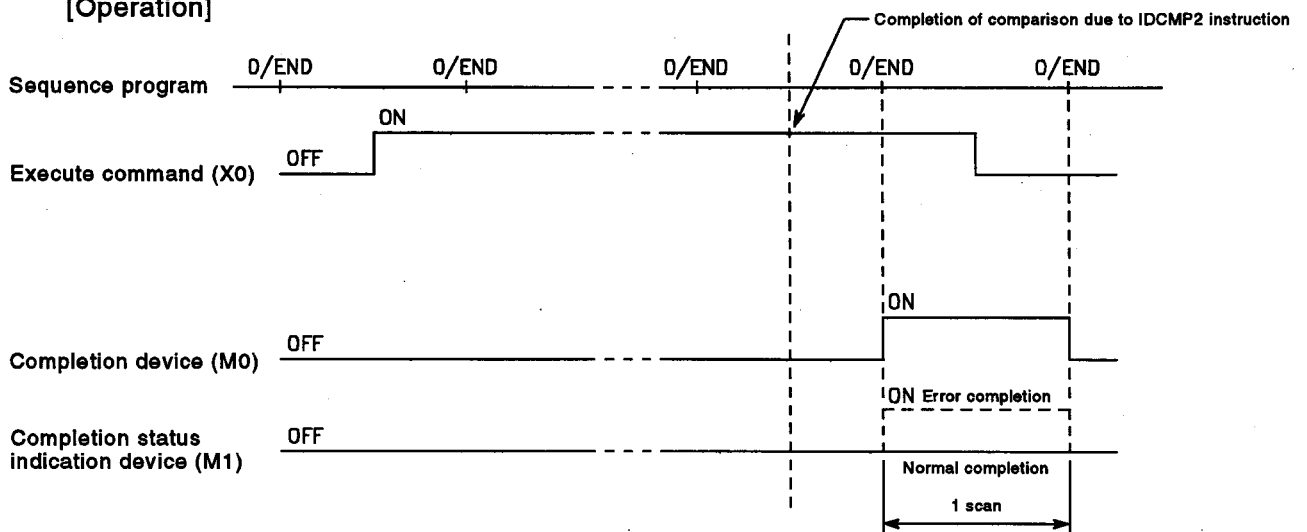 [Operation]
Completion of comparison due to IDCMP2 instruction
0/END 0/END 0/END 0/END 0/END
Sequence program
ON
OFF
Execute command (X0)
ON
OFF
Completion device (M0)
ON Error completion
OFF
Completion status
indication device (M1)
Normal completion
1 scan